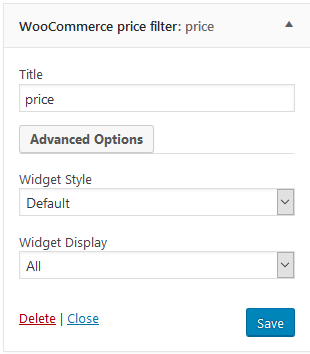 WooCommerce price filter: price
Title
price
Advanced Options
Widget Style
Default
Widget Display
All
Delete | Close
Save